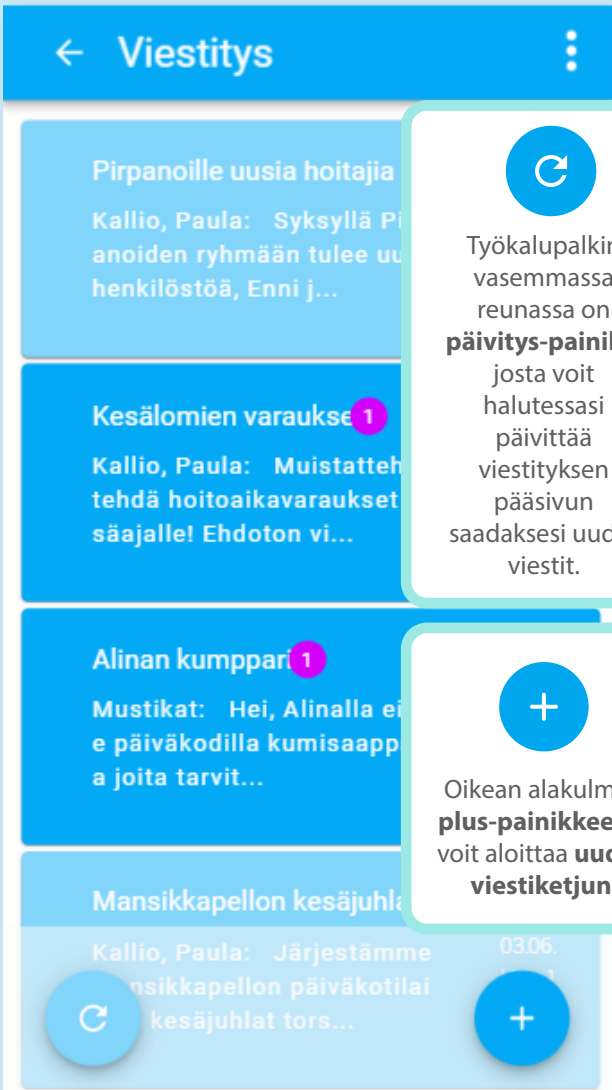 Viestitys
Pirpanoille uusia hoitajia
Kallio, Paula: Syksyllä Pi
anoiden ryhmään tulee uu
henkilöstöä, Enni j...
Kesälomien varaukse 1
Kallio, Paula: Muistatteh
tehdä hoitoaikavaraukset
säajalle! Ehdoton vi...
Alinan kumppari 1
Mustikat: Hei, Alinalla ei
e päiväkodilla kumisaapp
a joita tarvit...
Mansikkapellon kesäjuhla
Kallio, Paula: Järjestämme
nsikkapellon päiväkotilai
kesäjuhlat tors...
03.06.
Työkalupalkin
vasemmassa
reunassa on
päivitys-painik
josta voit
halutessasi
päivittää
viestityksen
pääsivun
saadaksesi uud
viestit.
Oikean alakulm
plus-painikkee
voit aloittaa uud
viestiketjun